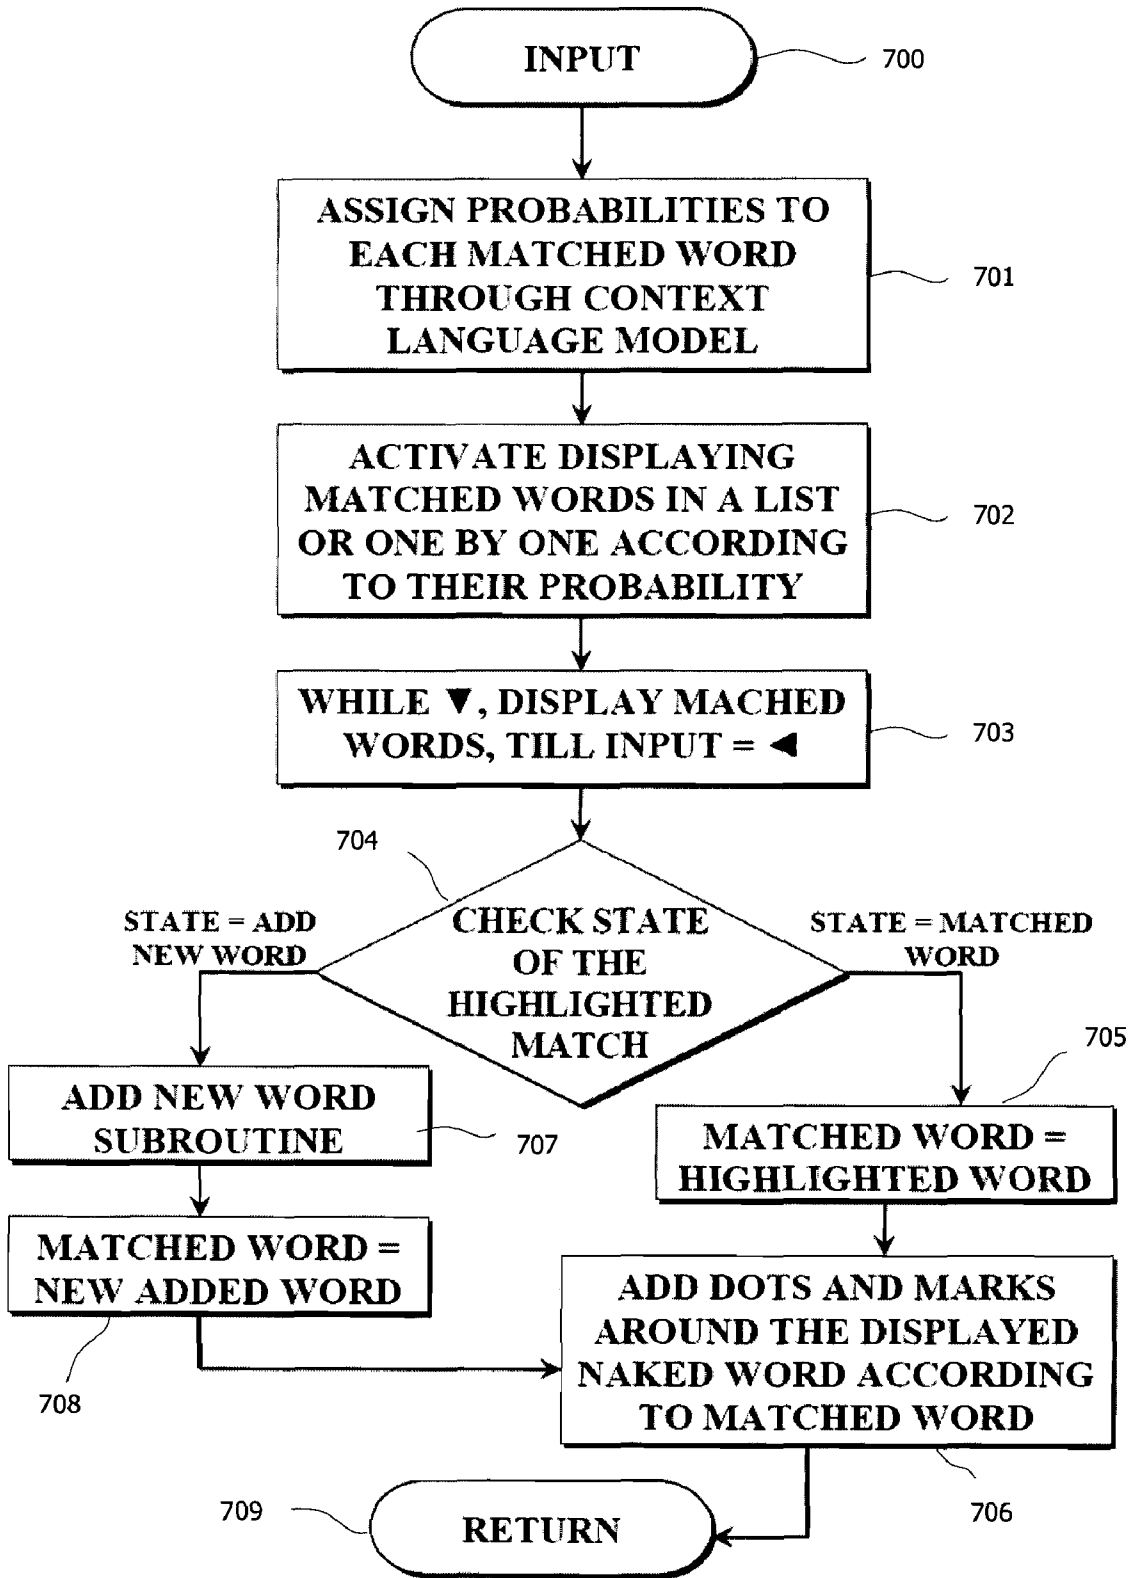 INPUT
700
ASSIGN PROBABILITIES TO
EACH MATCHED WORD
THROUGH CONTEXT
LANGUAGE MODEL
701
ACTIVATE DISPLAYING
MATCHED WORDS IN A LIST
OR ONE BY ONE ACCORDING
TO THEIR PROBABILITY
702
WHILE ▼, DISPLAY MACHED
WORDS, TILL INPUT = ◄
703
704
CHECK STATE
OF THE
HIGHLIGHTED
MATCH
STATE = ADD
NEW WORD
STATE = MATCHED
WORD
705
ADD NEW WORD
SUBROUTINE
707
MATCHED WORD =
HIGHLIGHTED WORD
MATCHED WORD =
NEW ADDED WORD
708
ADD DOTS AND MARKS
AROUND THE DISPLAYED
NAKED WORD ACCORDING
TO MATCHED WORD
706
709
RETURN